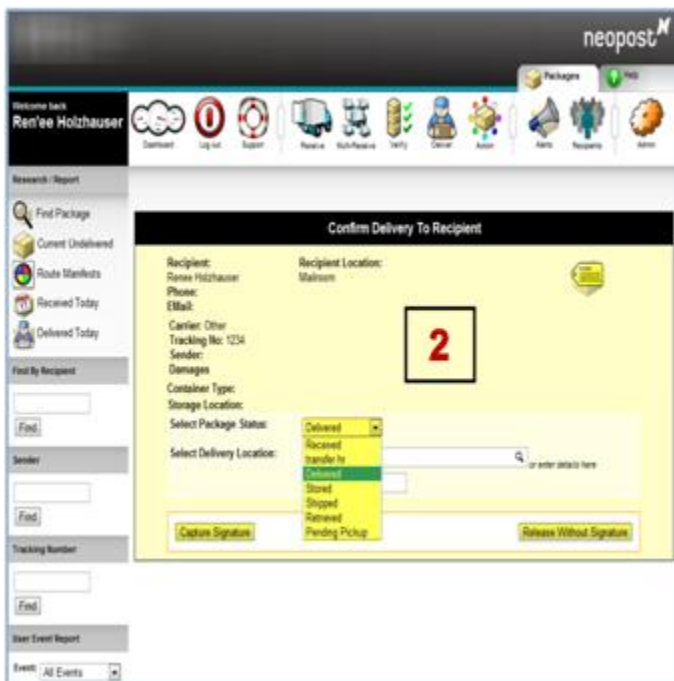 neopost
Packages
Help
Welcome back
Ren'ee Holzhauser
Dashboard
Log out
Support
Receive
Multi-Receive
Verify
Deliver
Action
Alerts
Recipients
Admin
Research / Report
Find Package
Current Undelivered
Route Manifests
Received Today
Delivered Today
Find By Recipient
Find
Sender
Find
Tracking Number
Find
User Event Report
Event: All Events
Confirm Delivery To Recipient
Recipient: Recipient Location:
Renee Holzhauser Mailroom
Phone:
EMail:
Carrier: Other
Tracking No: 1234
Sender:
Damages
Container Type:
Storage Location:
2
Select Package Status: Delivered
Received
transfer hr
Delivered
Stored
Shipped
Retrieved
Pending Pickup
Select Delivery Location:
or enter details here
Capture Signature Release Without Signature